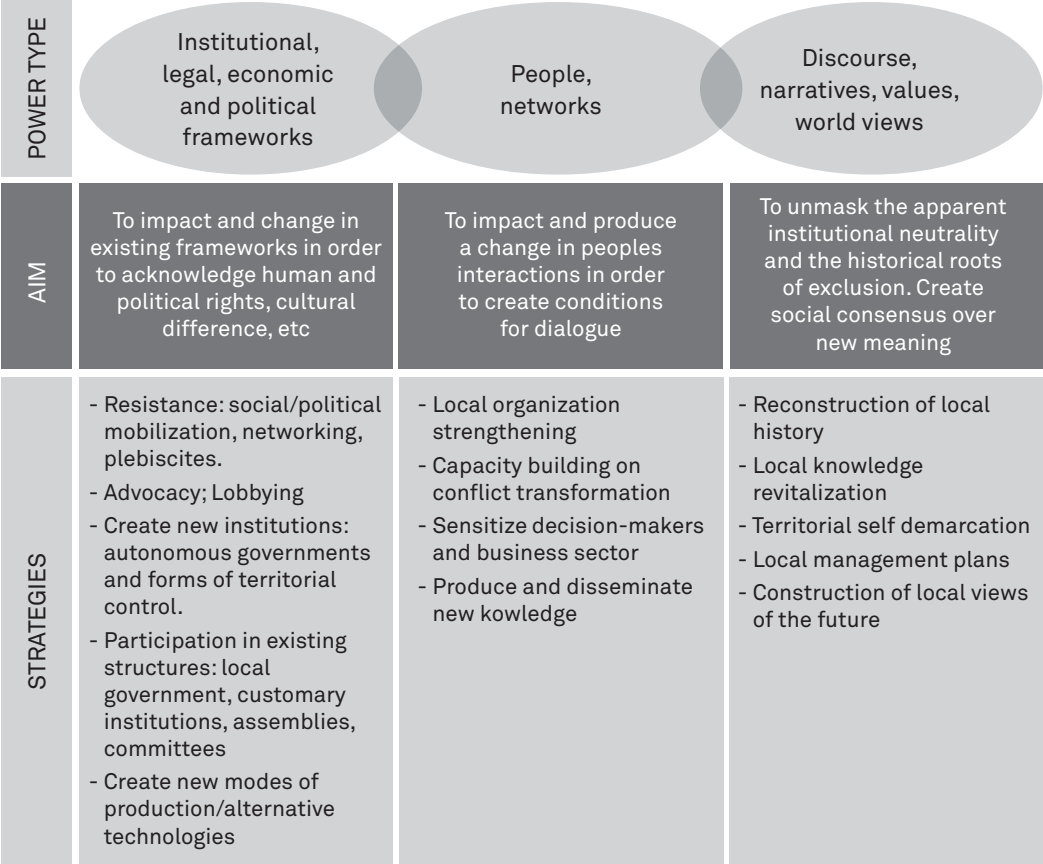 POWER TYPE
Institutional,
legal, economic
and political
frameworks
People,
networks
Discourse,
narratives, values,
world views
AIM
To impact and change in
existing frameworks in order
to acknowledge human and
political rights, cultural
difference, etc
To impact and produce
a change in peoples
interactions in order
to create conditions
for dialogue
To unmask the apparent
institutional neutrality
and the historical roots
of exclusion. Create
social consensus over
new meaning
STRATEGIES
- Resistance: social/political
mobilization, networking,
plebiscites.
- Advocacy; Lobbying
- Create new institutions:
autonomous governments
and forms of territorial
control.
- Participation in existing
structures: local
government, customary
institutions, assemblies,
committees
- Create new modes of
production/alternative
technologies
- Local organization
strengthening
- Capacity building on
conflict transformation
- Sensitize decision-makers
and business sector
- Produce and disseminate
new kowledge
- Reconstruction of local
history
- Local knowledge
revitalization
- Territorial self demarcation
- Local management plans
- Construction of local views
of the future